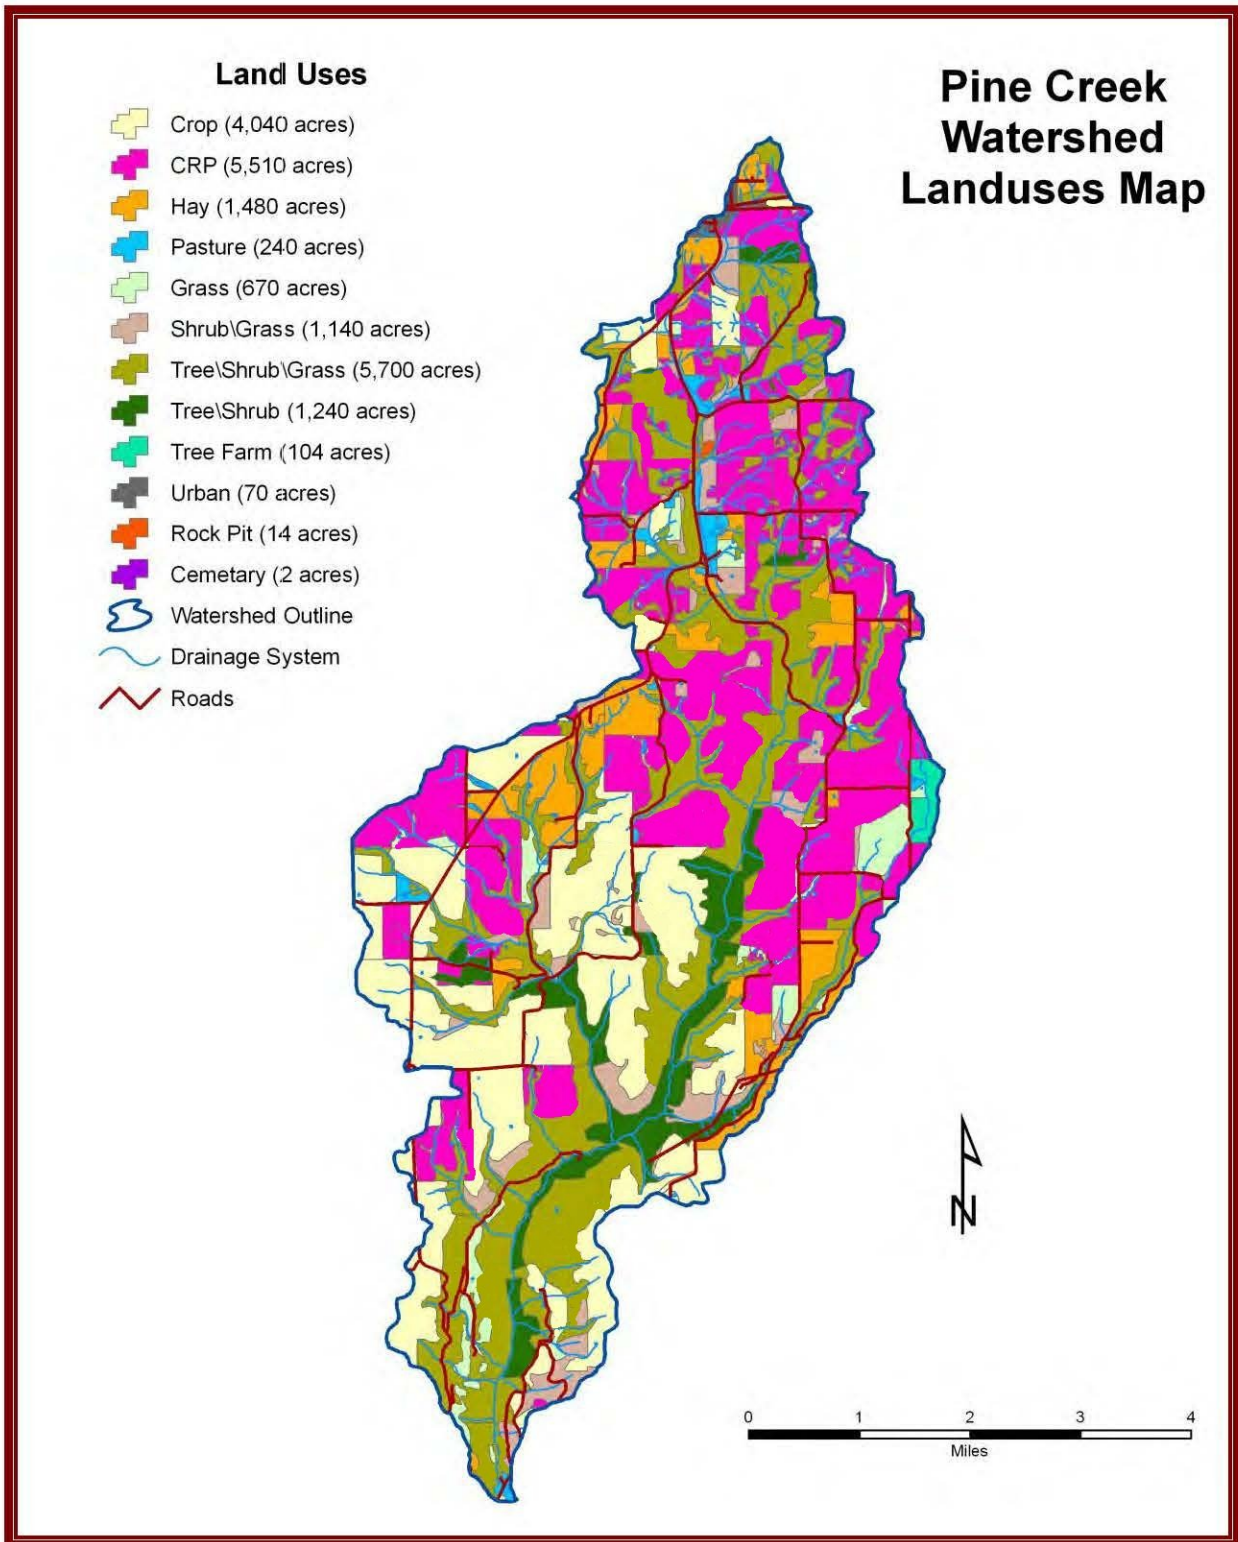 Land Uses
Crop (4,040 acres)
CRP (5,510 acres)
Hay (1,480 acres)
Pasture (240 acres)
Grass (670 acres)
Shrub\Grass (1,140 acres)
Tree\Shrub\Grass (5,700 acres)
Tree\Shrub (1,240 acres)
Tree Farm (104 acres)
Urban (70 acres)
Rock Pit (14 acres)
Cemetary (2 acres)
Watershed Outline
Drainage System
Roads
Pine Creek
Watershed
Landuses Map
N
0 1 2 3 4
Miles